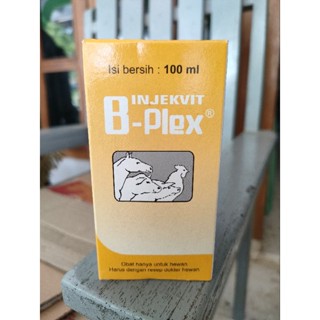 Isi bersih : 100 ml
INJEKVIT
B-Plex®
Obat hanya untuk hewan
Harus dengan resep dokter hewan